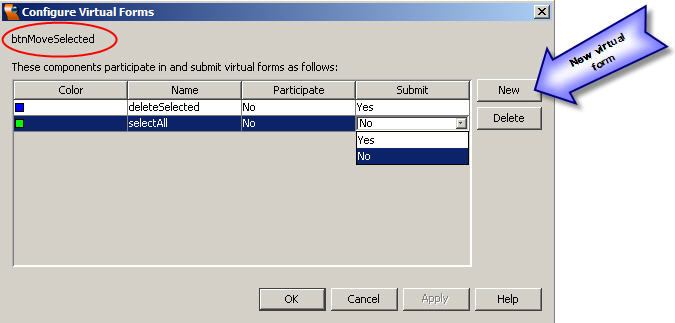 Configure Virtual Forms
btnMoveSelected
These components participate in and submit virtual forms as follows:
Color Name Participate Submit
deleteSelected No Yes
selectAll No No
Yes
No
New
Delete
New virtual
form
OK Cancel Apply Help